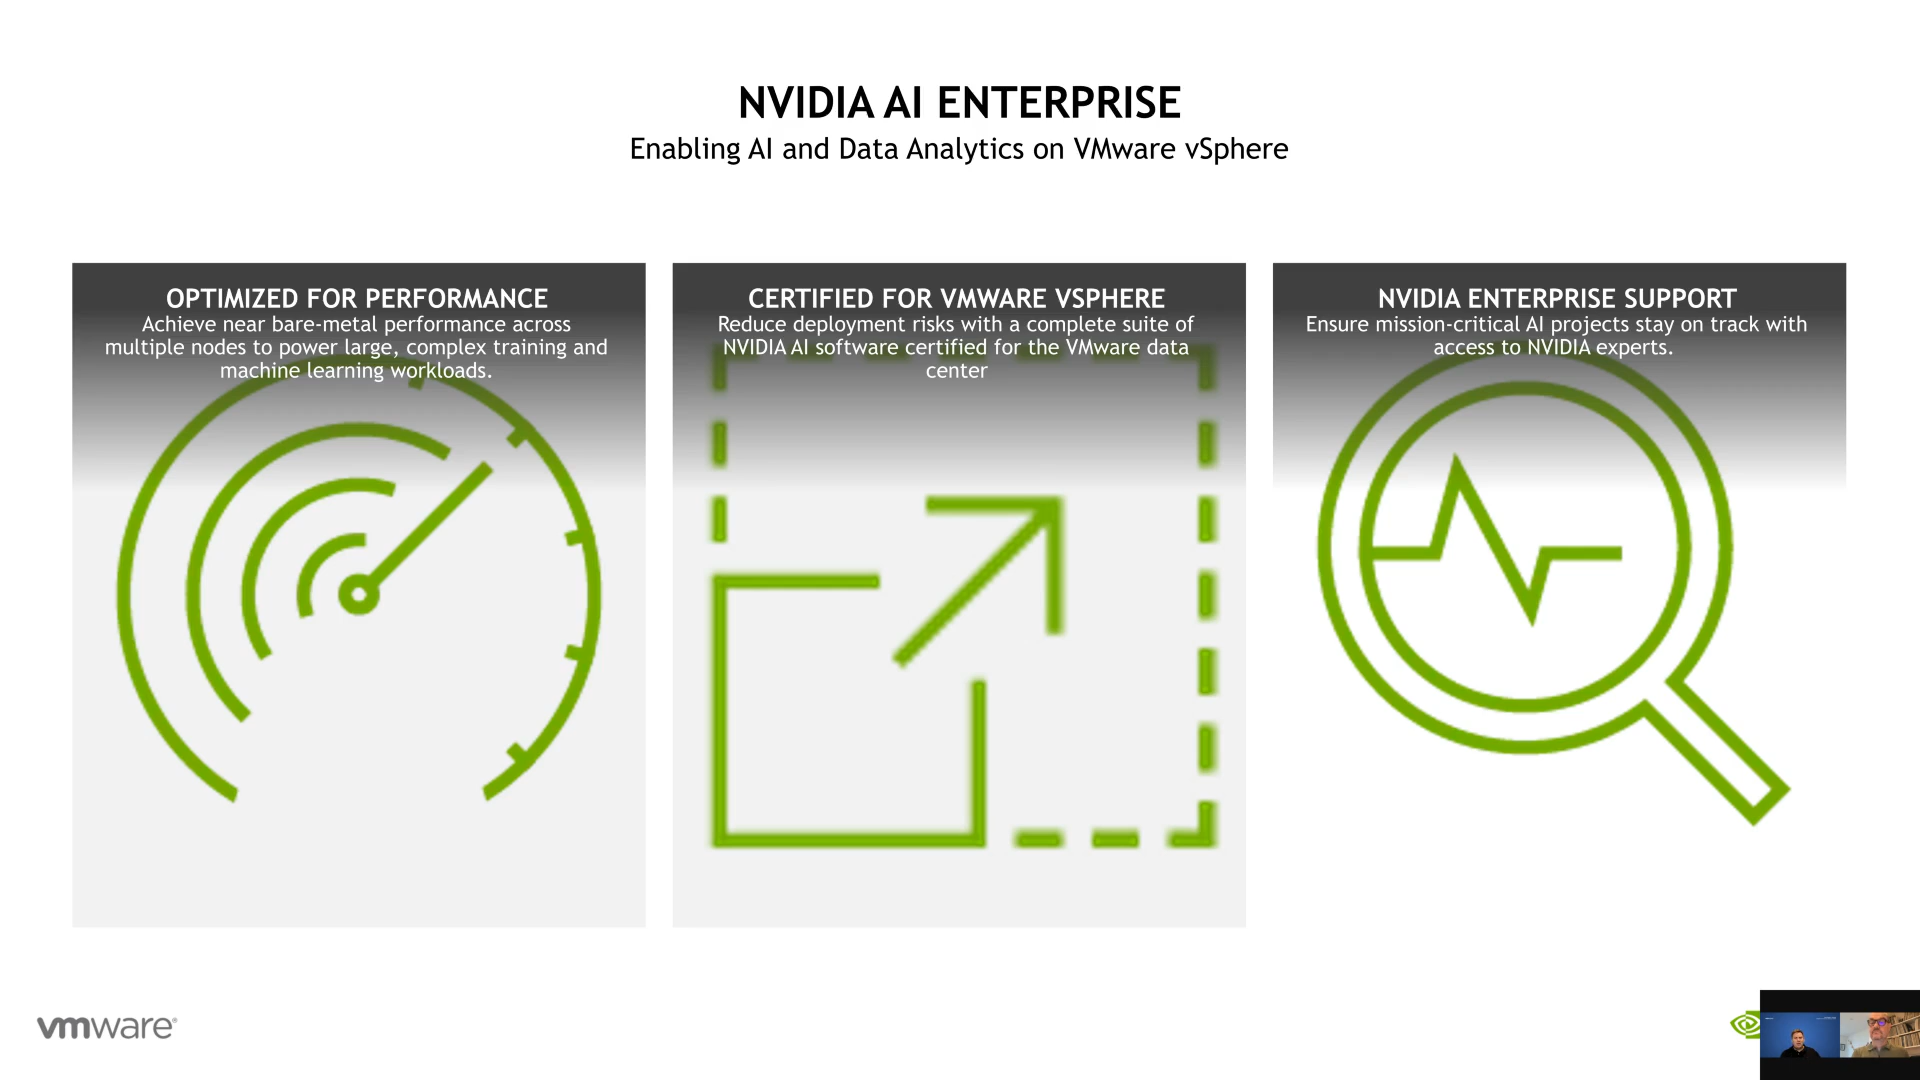 NVIDIA AI ENTERPRISE
Enabling AI and Data Analytics on VMware vSphere
OPTIMIZED FOR PERFORMANCE
Achieve near bare-metal performance across
multiple nodes to power large, complex training and
machine learning workloads.
CERTIFIED FOR VMWARE VSPHERE
Reduce deployment risks with a complete suite of
NVIDIA AI software certified for the VMware data
center
NVIDIA ENTERPRISE SUPPORT
Ensure mission-critical AI projects stay on track with
access to NVIDIA experts.
vmware®